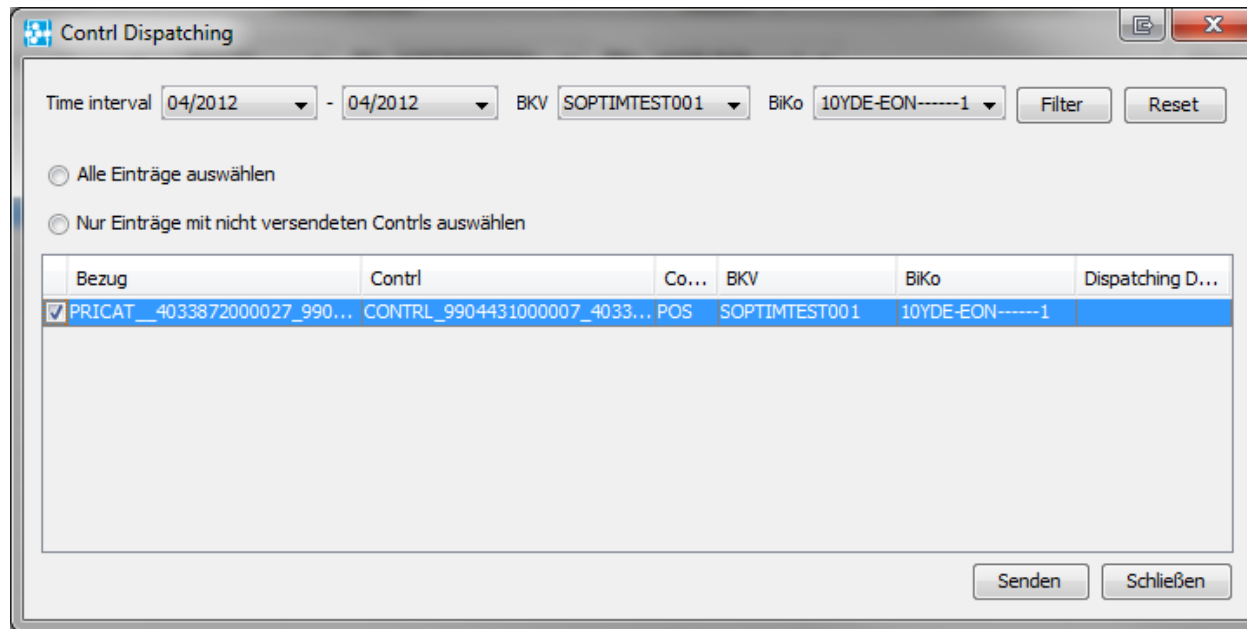 Contrl Dispatching
Time interval 04/2012 - 04/2012 BKV SOPTIMTEST001 BiKo 10YDE-EON------1 Filter Reset
Alle Einträge auswählen
Nur Einträge mit nicht versendeten Contrls auswählen
Bezug Contrl Co... BKV BiKo Dispatching D...
PRICAT__4033872000027_990... CONTRL_9904431000007_4033... POS SOPTIMTEST001 10YDE-EON------1
Senden Schließen